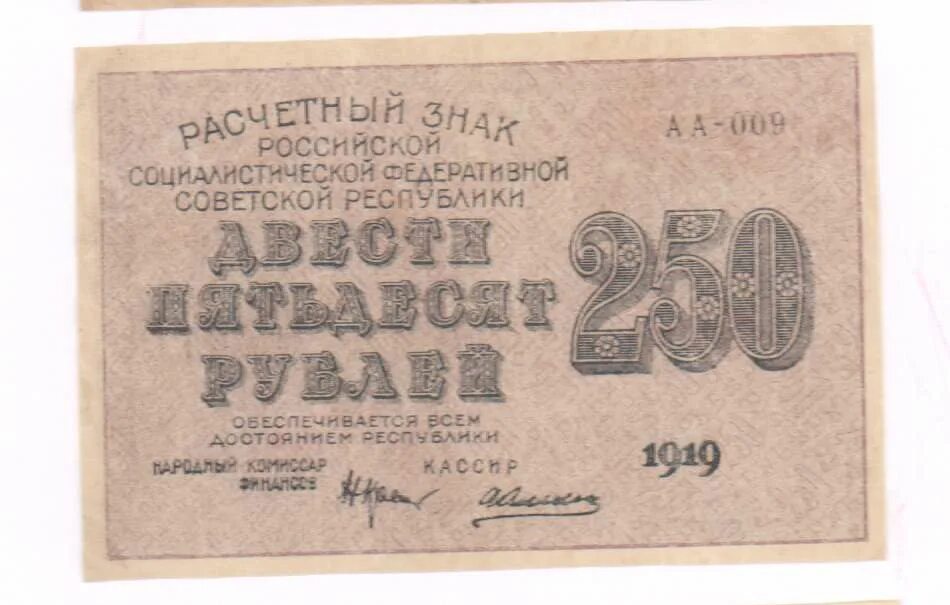 РАСЧЕТНЫЙ ЗНАК
РОССИЙСКОЙ
СОЦИАЛИСТИЧЕСКОЙ ФЕДЕРАТИВНОЙ
СОВЕТСКОЙ РЕСПУБЛИКИ
АА-009
ДВЕСТИ
ПЯТЬДЕСЯТ
РУБЛЕЙ
250
ОБЕСПЕЧИВАЕТСЯ ВСЕМ
ДОСТОЯНИЕМ РЕСПУБЛИКИ
НАРОДНЫЙ КОМИССАР
ФИНАНСОВ
КАССИР
1919